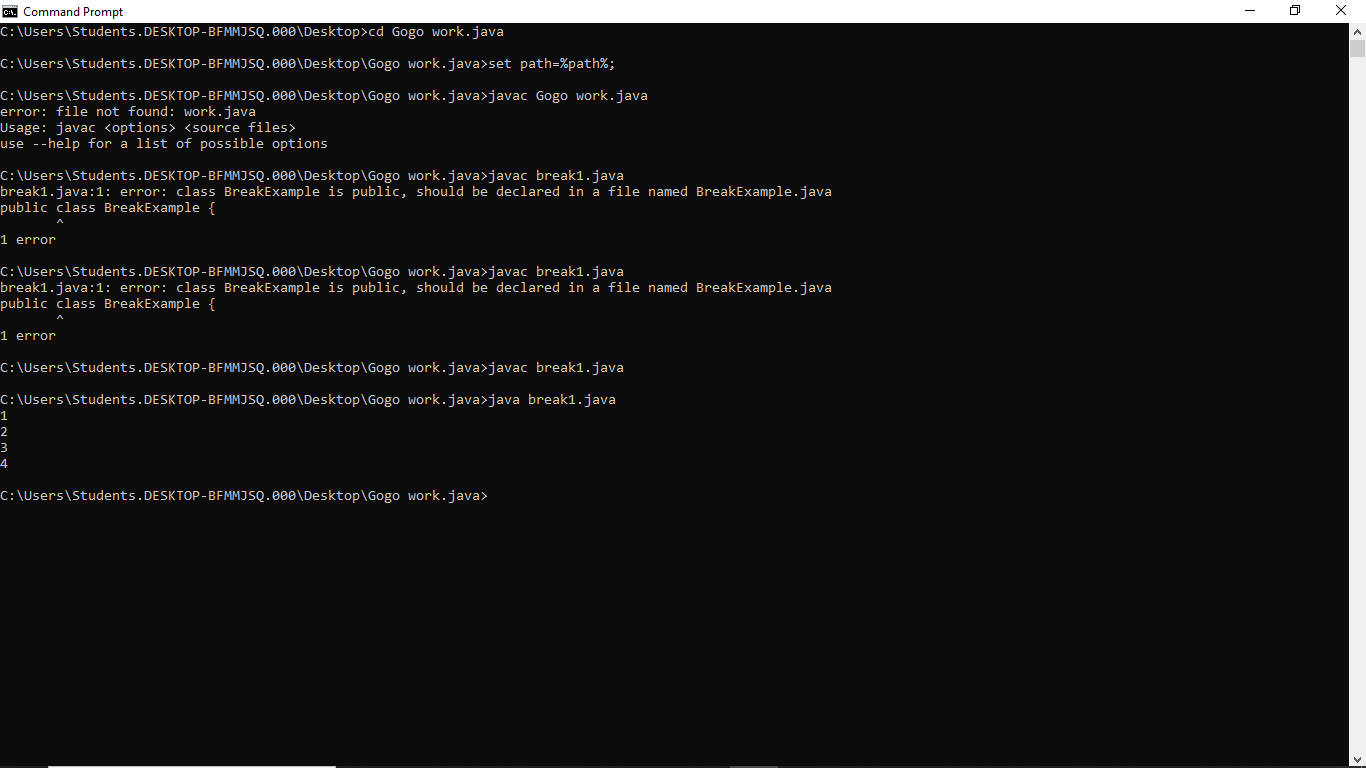 Command Prompt
C:\Users\Students.DESKTOP-BFMMJSQ.000\Desktop>cd Gogo work.java
C:\Users\Students.DESKTOP-BFMMJSQ.000\Desktop\Gogo work.java>set path=%path%;
C:\Users\Students.DESKTOP-BFMMJSQ.000\Desktop\Gogo work.java>javac Gogo work.java
error: file not found: work.java
Usage: javac <options> <source files>
use --help for a list of possible options
C:\Users\Students.DESKTOP-BFMMJSQ.000\Desktop\Gogo work.java>javac break1.java
break1.java:1: error: class BreakExample is public, should be declared in a file named BreakExample.java
public class BreakExample {
^
1 error
C:\Users\Students.DESKTOP-BFMMJSQ.000\Desktop\Gogo work.java>javac break1.java
break1.java:1: error: class BreakExample is public, should be declared in a file named BreakExample.java
public class BreakExample {
^
1 error
C:\Users\Students.DESKTOP-BFMMJSQ.000\Desktop\Gogo work.java>javac break1.java
C:\Users\Students.DESKTOP-BFMMJSQ.000\Desktop\Gogo work.java>java break1.java
1
2
3
4
C:\Users\Students.DESKTOP-BFMMJSQ.000\Desktop\Gogo work.java>